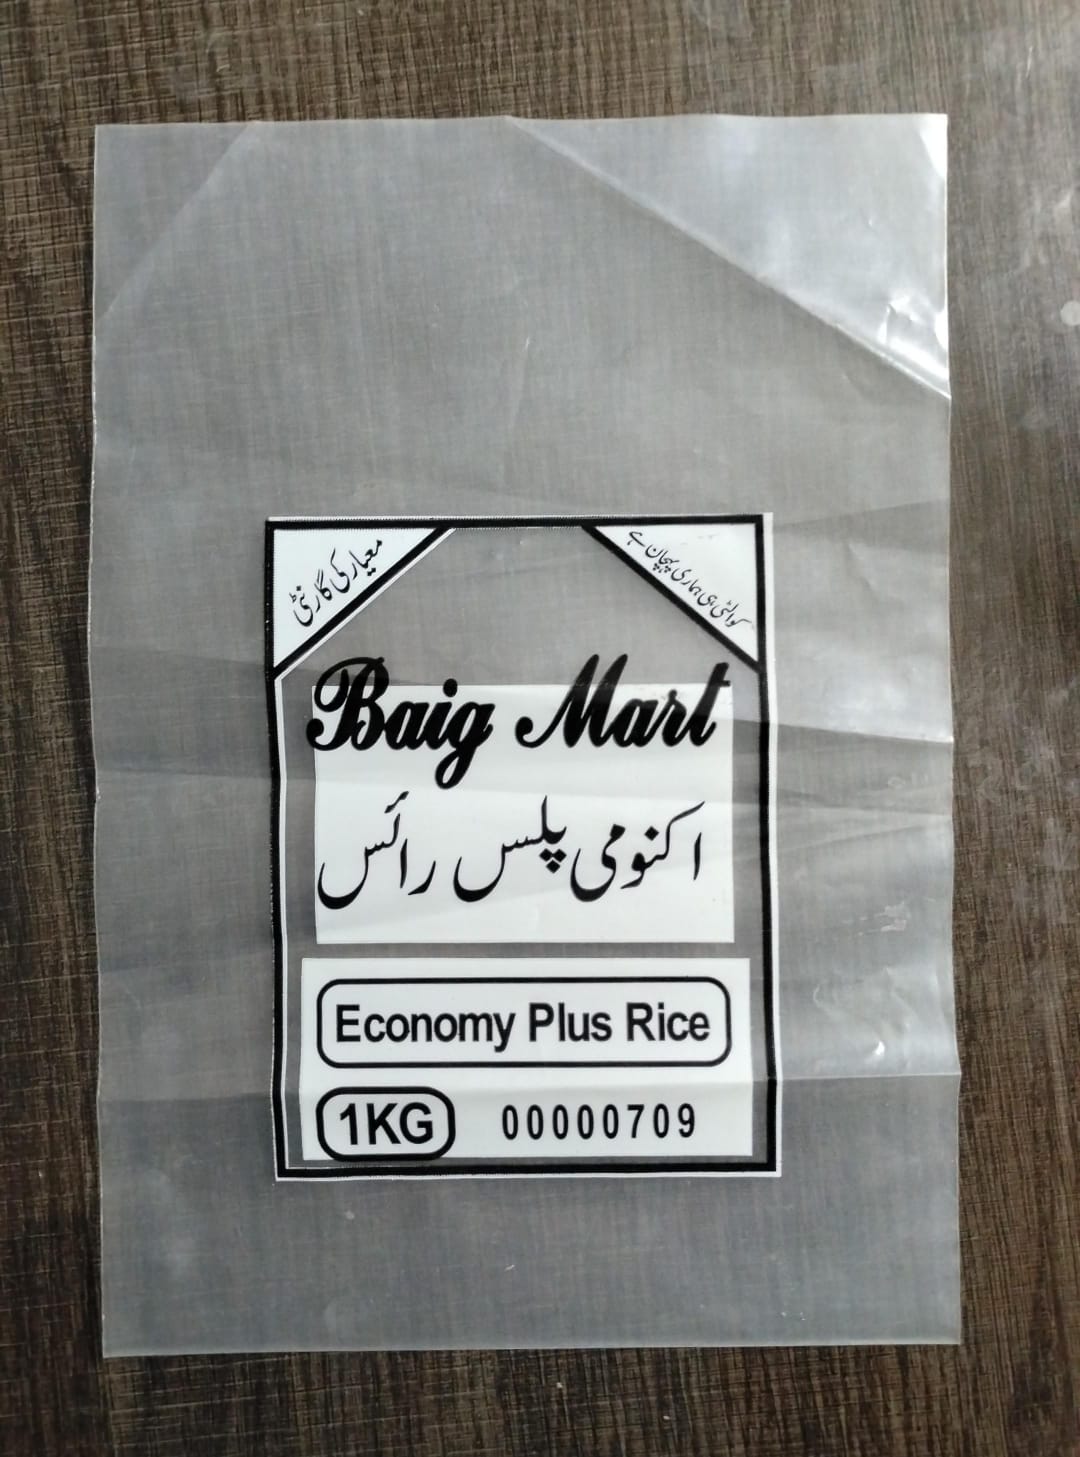 معیار کی گارنٹی
کوالٹی ہی ہماری پہچان ہے
Baig Mart
اکنومی پلس رائس
Economy Plus Rice
1KG
00000709